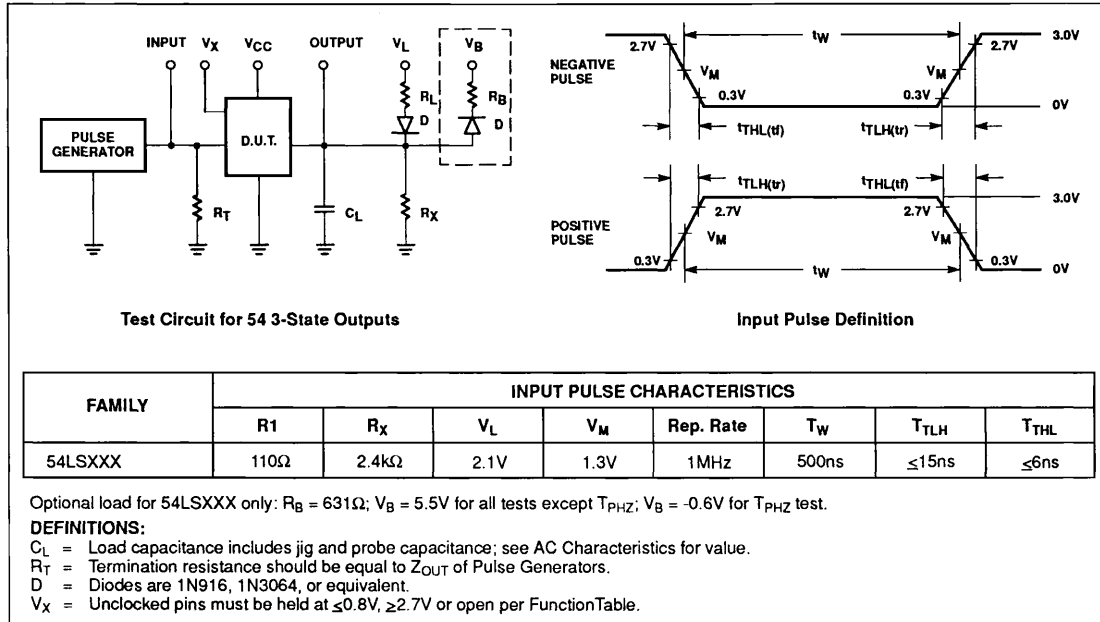 INPUT VX VCC OUTPUT VL VB
RL
D
RB
D
PULSE
GENERATOR
D.U.T.
RT
CL
RX
Test Circuit for 54 3-State Outputs
tW
2.7V
2.7V
3.0V
NEGATIVE
PULSE
VM
VM
0.3V
0.3V
0V
tTHL(tf)
tTLH(tr)
tTLH(tr)
tTHL(tf)
3.0V
2.7V
2.7V
POSITIVE
PULSE
VM
VM
0.3V
0.3V
tW
0V
Input Pulse Definition
FAMILY
INPUT PULSE CHARACTERISTICS
R1 RX VL VM Rep. Rate TW TTLH TTHL
54LSXXX 110Ω 2.4kΩ 2.1V 1.3V 1MHz 500ns ≤15ns ≤6ns
Optional load for 54LSXXX only: RB = 631Ω; VB = 5.5V for all tests except TPHZ; VB = -0.6V for TPHZ test.
DEFINITIONS:
CL = Load capacitance includes jig and probe capacitance; see AC Characteristics for value.
RT = Termination resistance should be equal to ZOUT of Pulse Generators.
D = Diodes are 1N916, 1N3064, or equivalent.
VX = Unclocked pins must be held at ≤0.8V, ≥2.7V or open per FunctionTable.